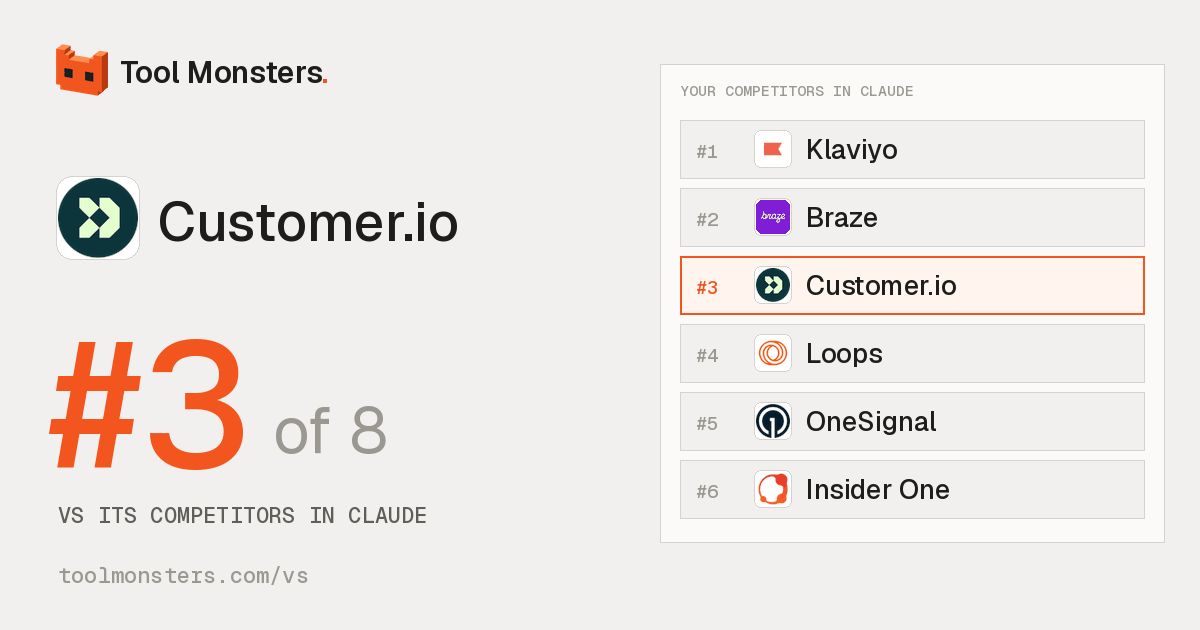 Tool Monsters.
Customer.io
#3 of 8
VS ITS COMPETITORS IN CLAUDE
toolmonsters.com/vs
YOUR COMPETITORS IN CLAUDE
#1 Klaviyo
#2 braze Braze
#3 Customer.io
#4 Loops
#5 OneSignal
#6 Insider One